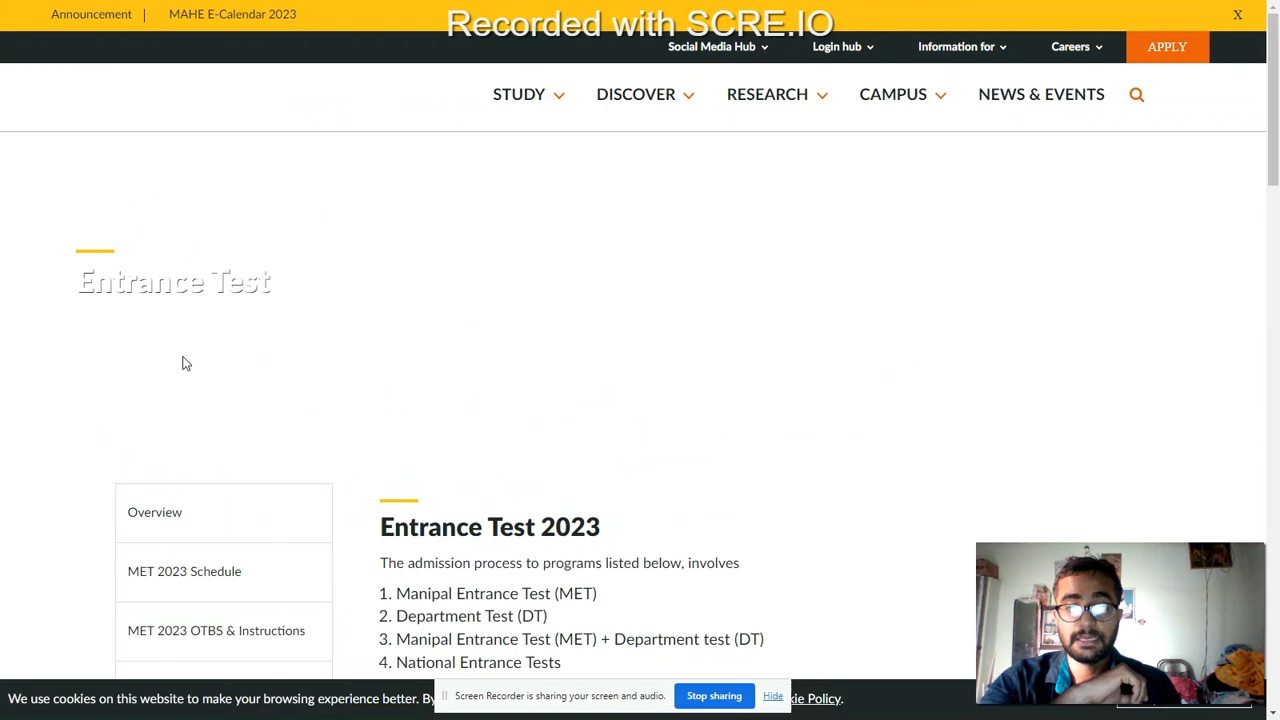 Announcement | MAHE E-Calendar 2023 X
Recorded with SCRE.IO
Social Media Hub Login hub Information for Careers APPLY
STUDY DISCOVER RESEARCH CAMPUS NEWS & EVENTS
Entrance Test
Overview
MET 2023 Schedule
MET 2023 OTBS & Instructions
Entrance Test 2023
The admission process to programs listed below, involves
1. Manipal Entrance Test (MET)
2. Department Test (DT)
3. Manipal Entrance Test (MET) + Department test (DT)
4. National Entrance Tests
We use cookies on this website to make your browsing experience better. By
Screen Recorder is sharing your screen and audio. Stop sharing Hide
Policy.